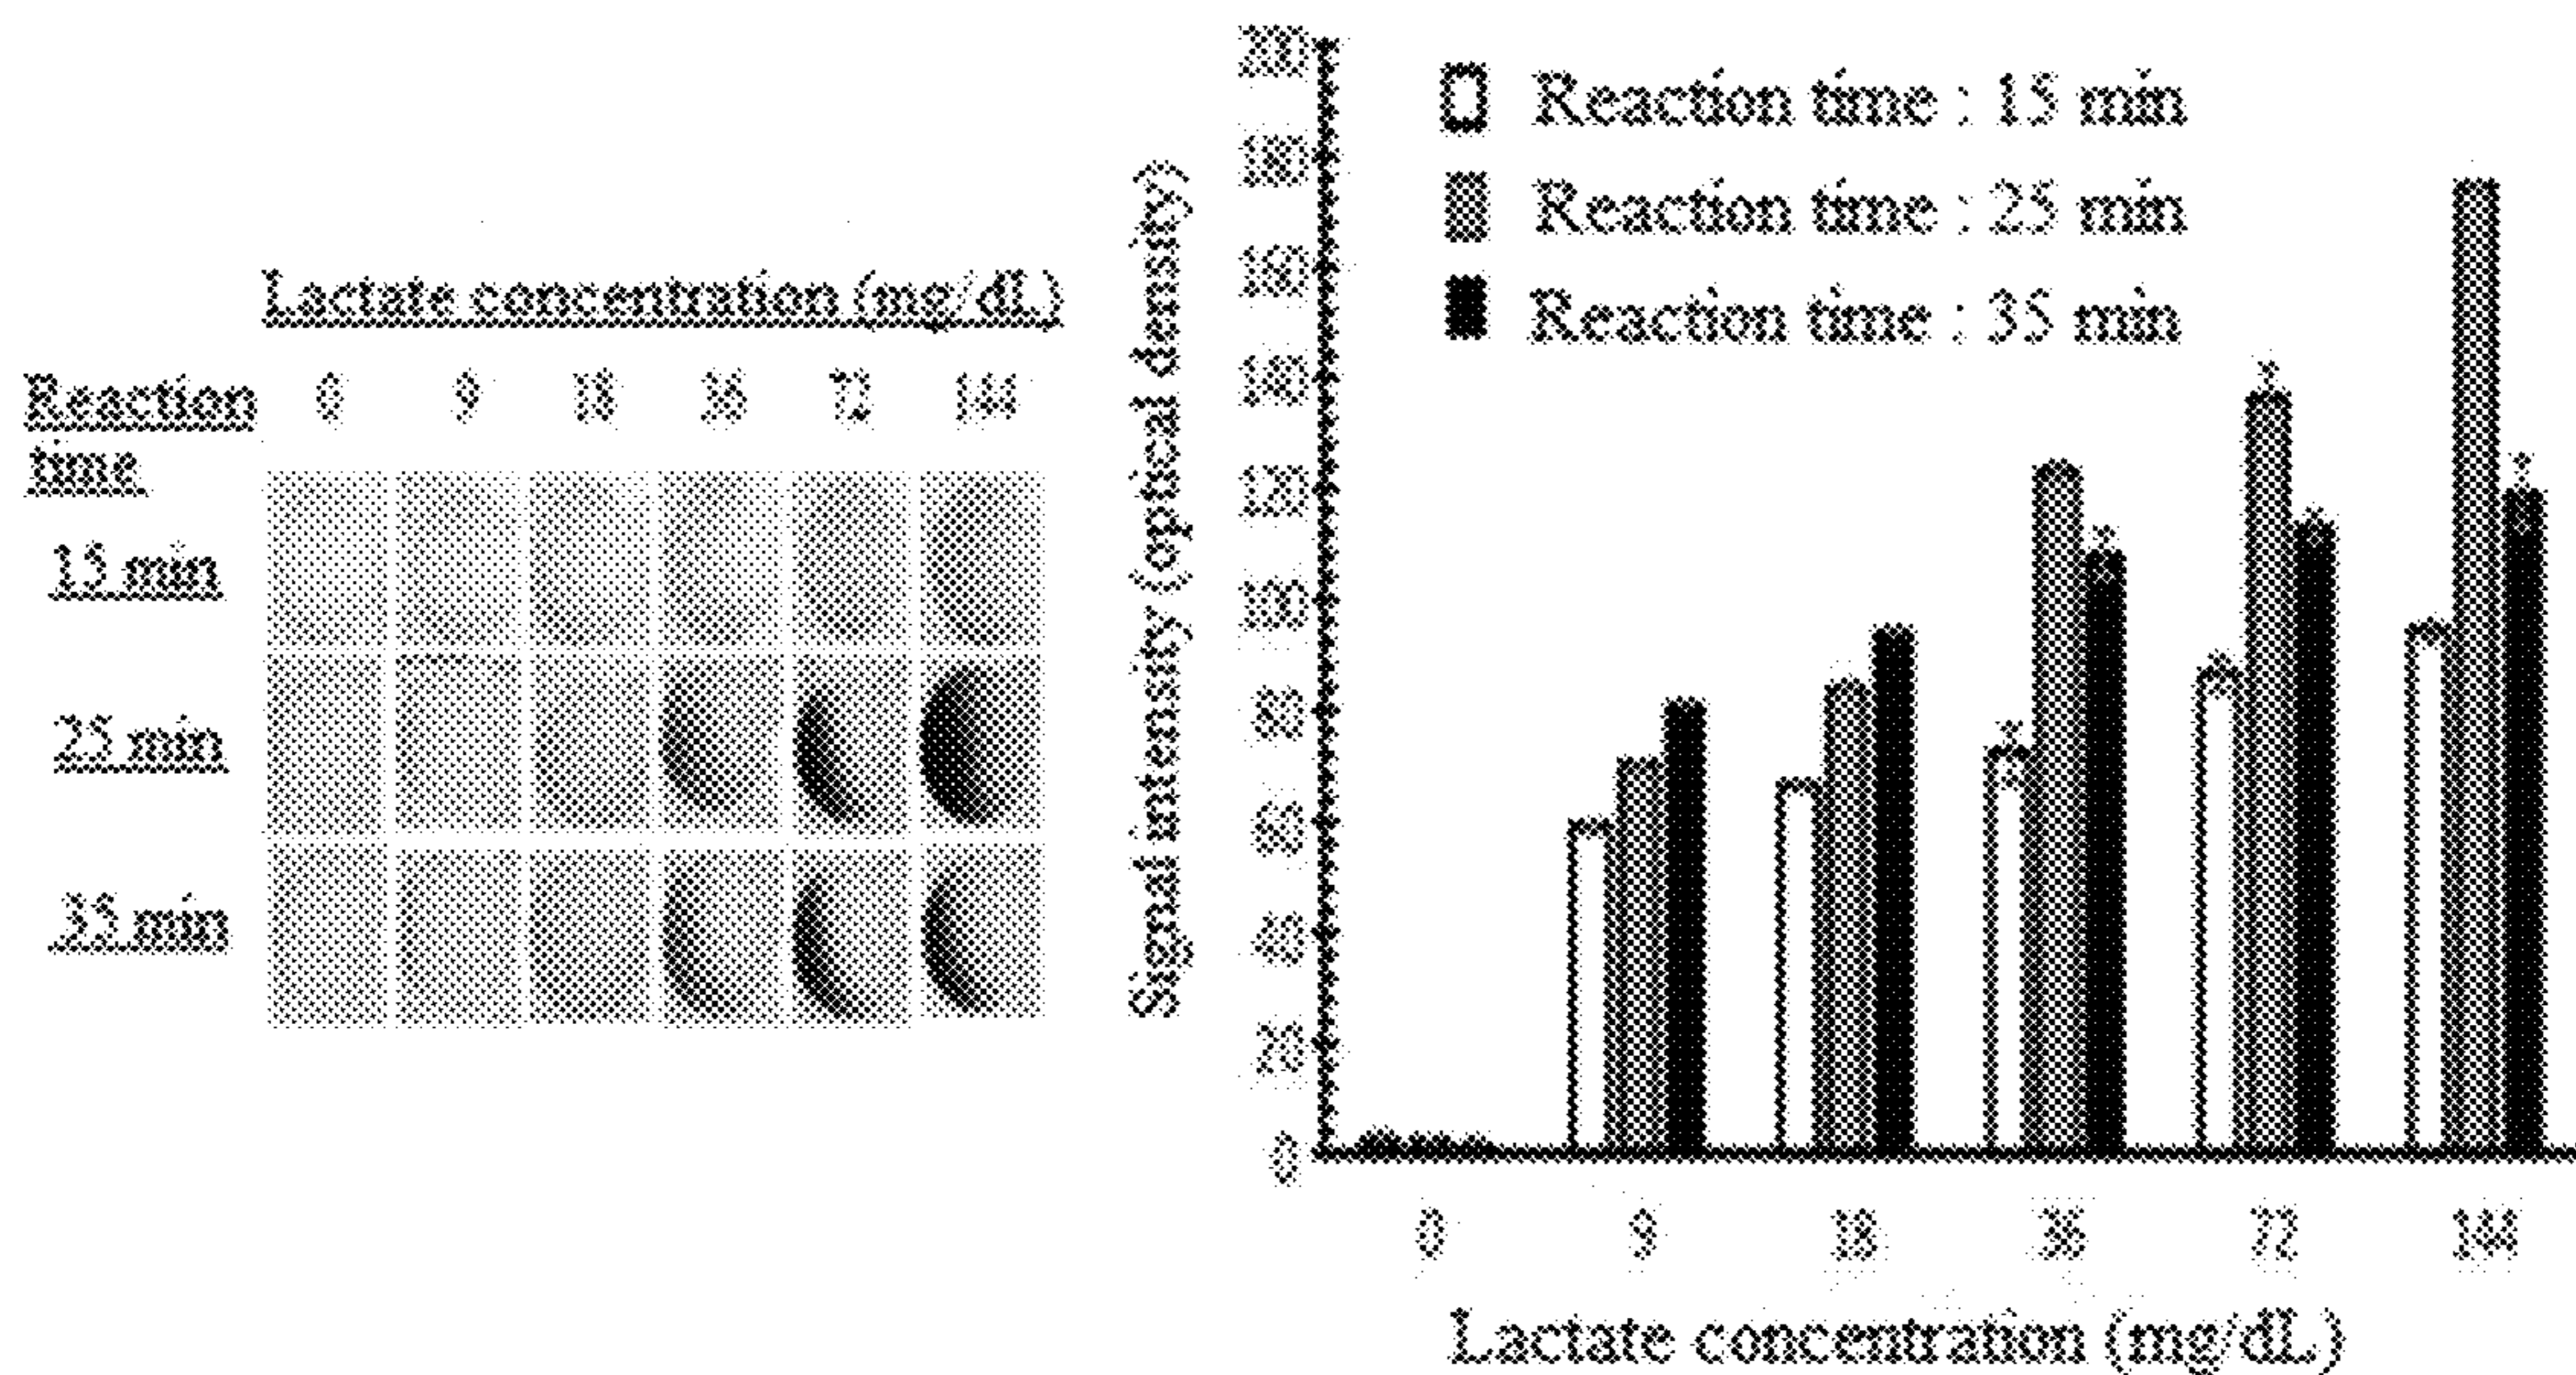 Lactate concentration (mg/dL)
Reaction time
0 9 18 36 72 144
15 min
25 min
35 min
Signal intensity (optical density)
200
180
160
140
120
100
80
60
40
20
0
Reaction time : 15 min
Reaction time : 25 min
Reaction time : 35 min
0 9 18 36 72 144
Lactate concentration (mg/dL)